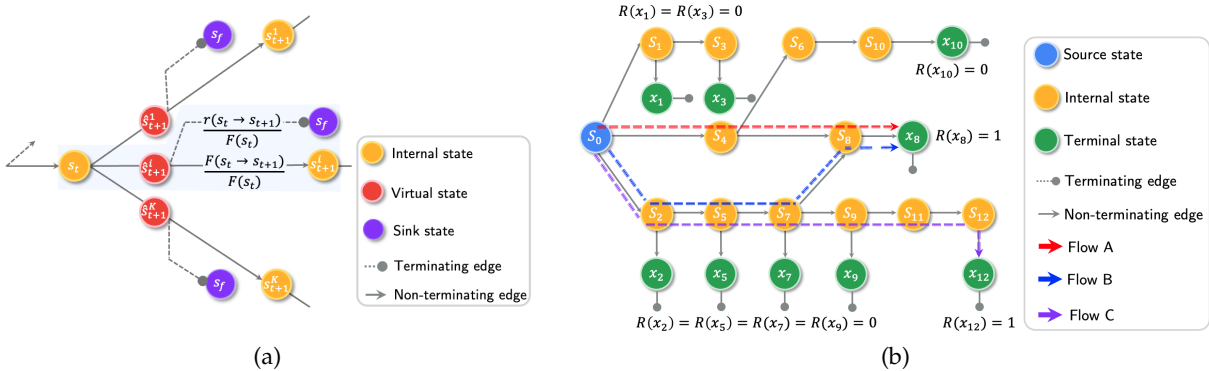 s_f
s^1_{t+1}
ŝ^1_{t+1}
r(s_t → s_{t+1})
F(s_t)
s_f
s_t
ŝ^i_{t+1}
F(s_t → s_{t+1})
F(s_t)
s^i_{t+1}
ŝ^K_{t+1}
s_f
s^K_{t+1}
Internal state
Virtual state
Sink state
Terminating edge
Non-terminating edge
(a)
R(x_1) = R(x_3) = 0
S_1
S_3
S_6
S_10
x_10
R(x_10) = 0
x_1
x_3
S_0
S_4
S_8
x_8
R(x_8) = 1
S_2
S_5
S_7
S_9
S_11
S_12
x_2
x_5
x_7
x_9
x_12
R(x_2) = R(x_5) = R(x_7) = R(x_9) = 0
R(x_12) = 1
Source state
Internal state
Terminal state
Terminating edge
Non-terminating edge
Flow A
Flow B
Flow C
(b)